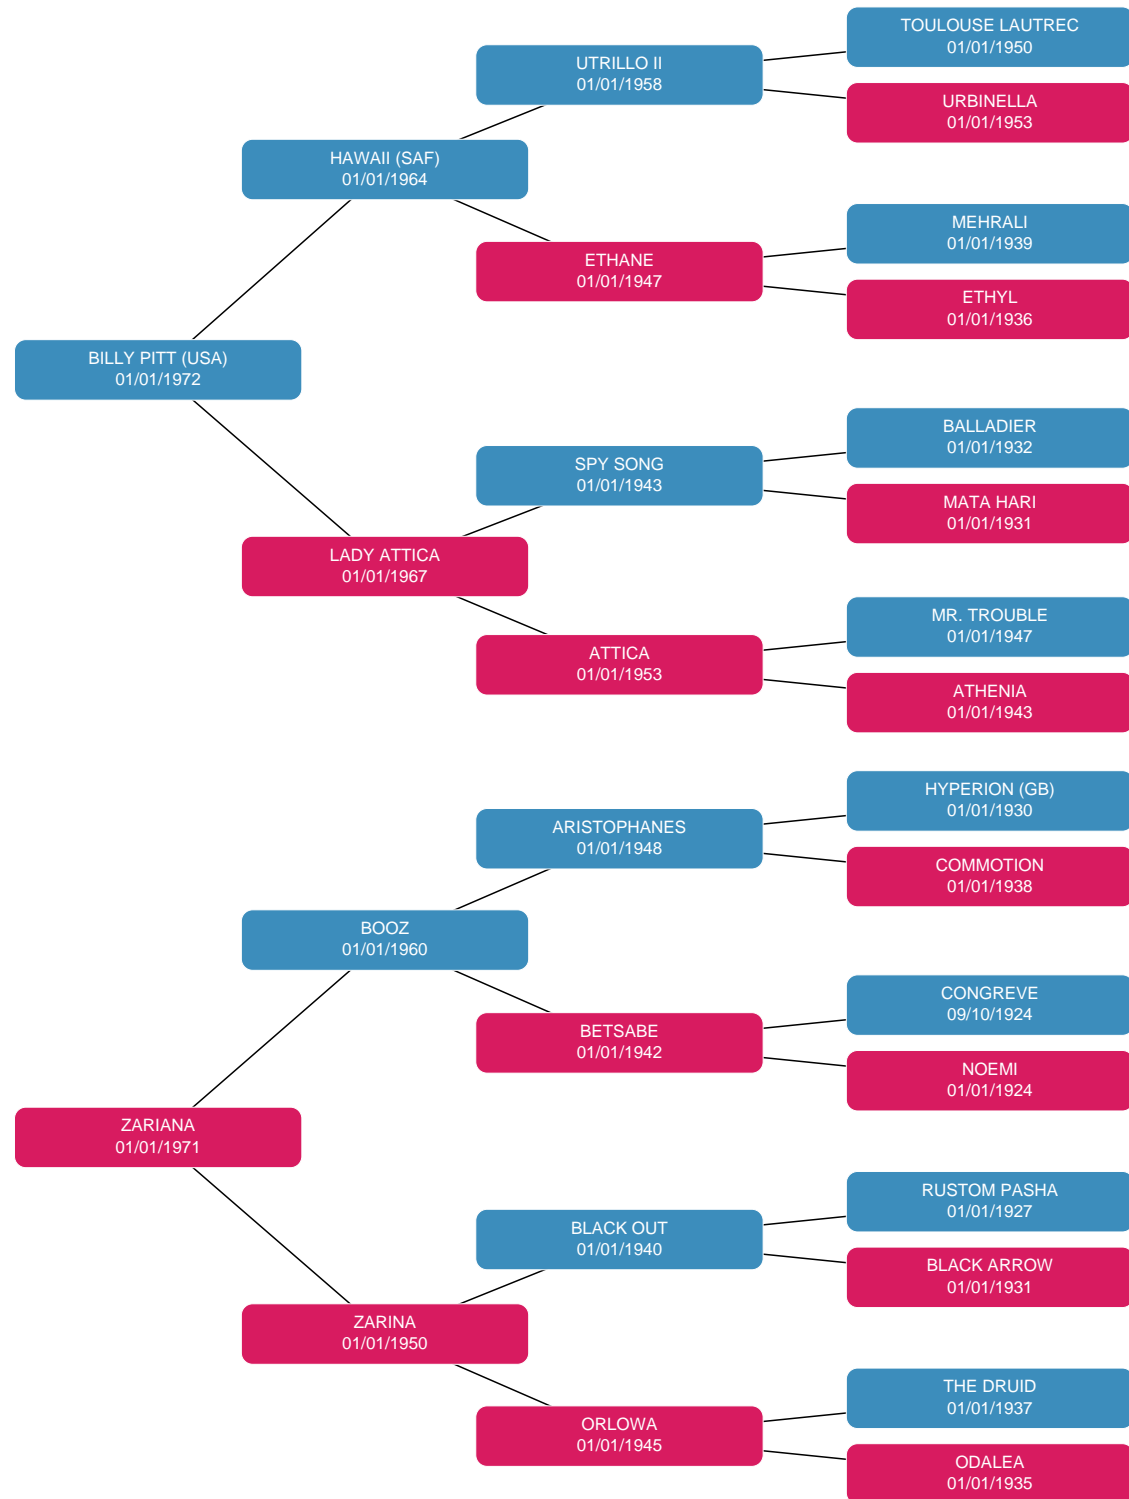 TOULOUSE LAUTREC
01/01/1950
UTRILLO II
01/01/1958
URBINELLA
01/01/1953
HAWAII (SAF)
01/01/1964
MEHRALI
01/01/1939
ETHANE
01/01/1947
ETHYL
01/01/1936
BILLY PITT (USA)
01/01/1972
BALLADIER
01/01/1932
SPY SONG
01/01/1943
MATA HARI
01/01/1931
LADY ATTICA
01/01/1967
MR. TROUBLE
01/01/1947
ATTICA
01/01/1953
ATHENIA
01/01/1943
HYPERION (GB)
01/01/1930
ARISTOPHANES
01/01/1948
COMMOTION
01/01/1938
BOOZ
01/01/1960
CONGREVE
09/10/1924
BETSABE
01/01/1942
NOEMI
01/01/1924
ZARIANA
01/01/1971
RUSTOM PASHA
01/01/1927
BLACK OUT
01/01/1940
BLACK ARROW
01/01/1931
ZARINA
01/01/1950
THE DRUID
01/01/1937
ORLOWA
01/01/1945
ODALEA
01/01/1935